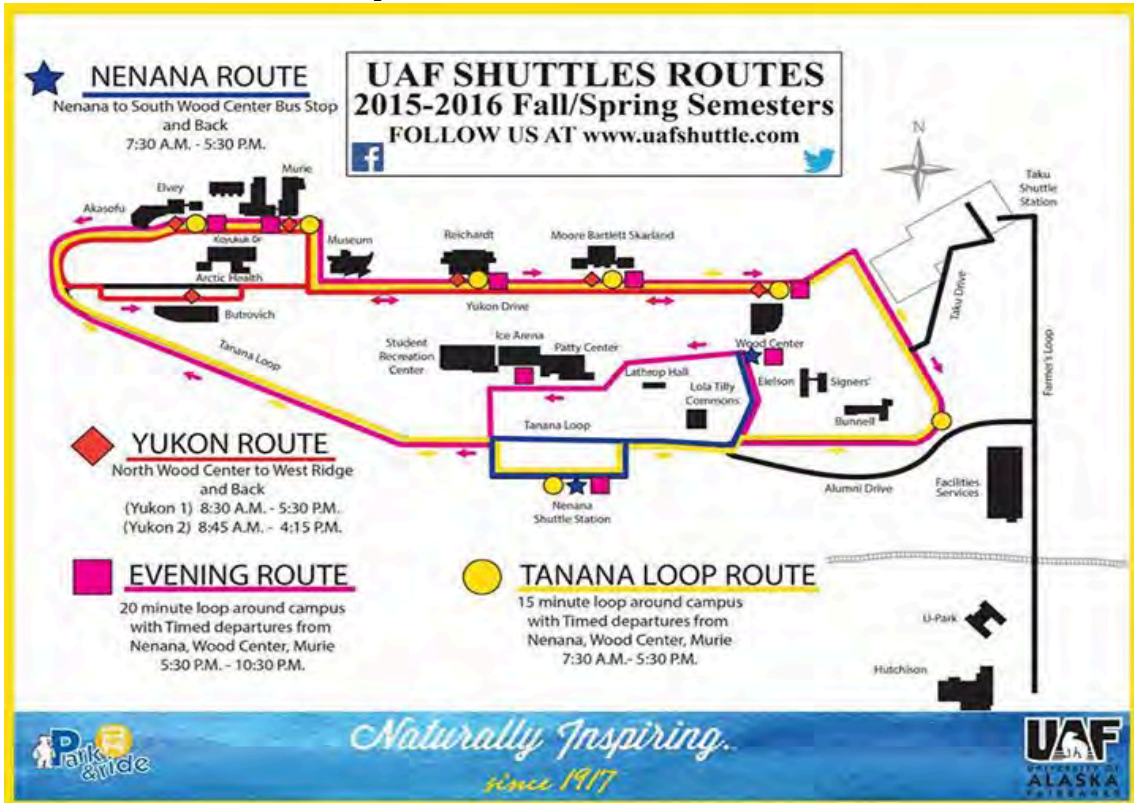 NENANA ROUTE
Nenana to South Wood Center Bus Stop
and Back
7:30 A.M. - 5:30 P.M.
UAF SHUTTLES ROUTES
2015-2016 Fall/Spring Semesters
FOLLOW US AT www.uafshuttle.com
N
Taku
Shuttle
Station
Murie
Elvey
Akasofu
Koyukuk Dr
Museum
Reichardt
Moore Bartlett Skarland
Arctic Health
Butrovich
Yukon Drive
Taku Drive
Farmer's Loop
Tanana Loop
Student
Recreation
Center
Ice Arena
Patty Center
Wood Center
Lathrop Hall
Lola Tilly
Commons
Eielson
Signers'
Bunnell
Tanana Loop
Alumni Drive
Facilities
Services
Nenana
Shuttle Station
YUKON ROUTE
North Wood Center to West Ridge
and Back
(Yukon 1) 8:30 A.M. - 5:30 P.M.
(Yukon 2) 8:45 A.M. - 4:15 P.M.
EVENING ROUTE
20 minute loop around campus
with Timed departures from
Nenana, Wood Center, Murie
5:30 P.M. - 10:30 P.M.
TANANA LOOP ROUTE
15 minute loop around campus
with Timed departures from
Nenana, Wood Center, Murie
7:30 A.M.- 5:30 P.M.
U-Park
Hutchison
Park
&ride
Naturally Inspiring.
since 1917
UAF
UNIVERSITY OF
ALASKA
FAIRBANKS